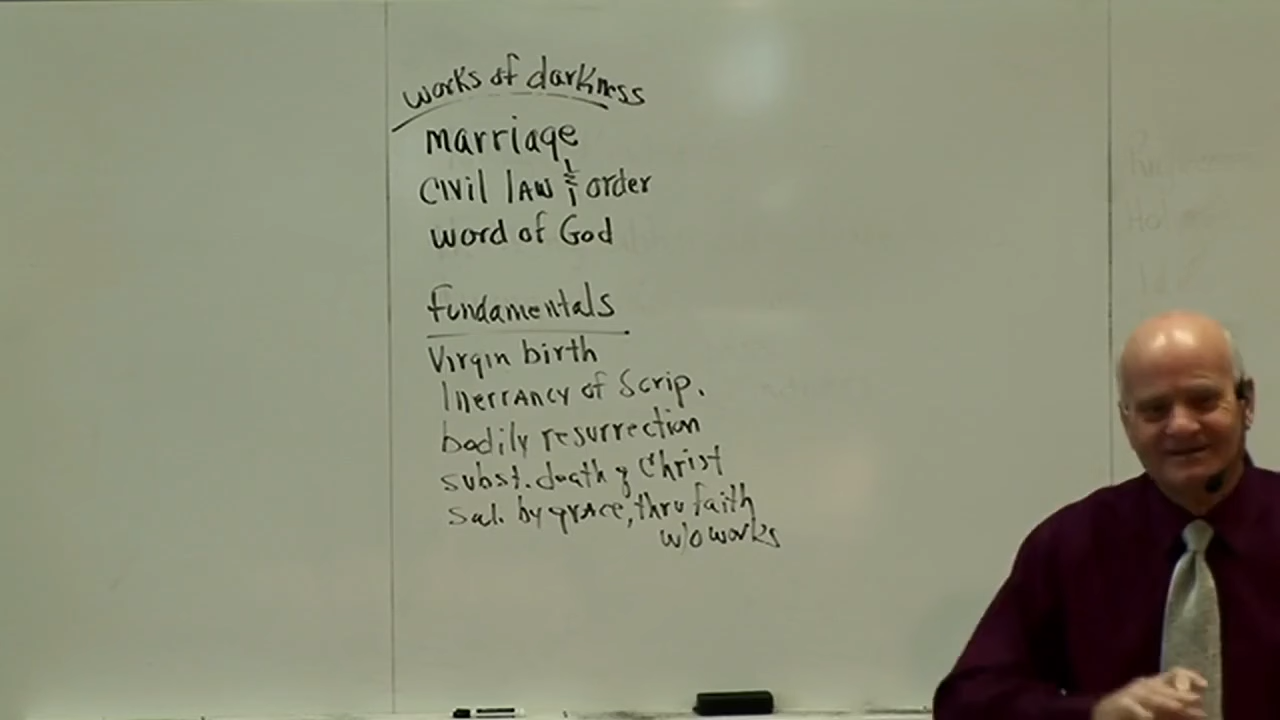 works of darkness
marriage
civil law & order
word of God
fundamentals
Virgin birth
Inerrancy of Scrip.
bodily resurrection
subst. death of Christ
Sal. by grace, thru faith
w/o works